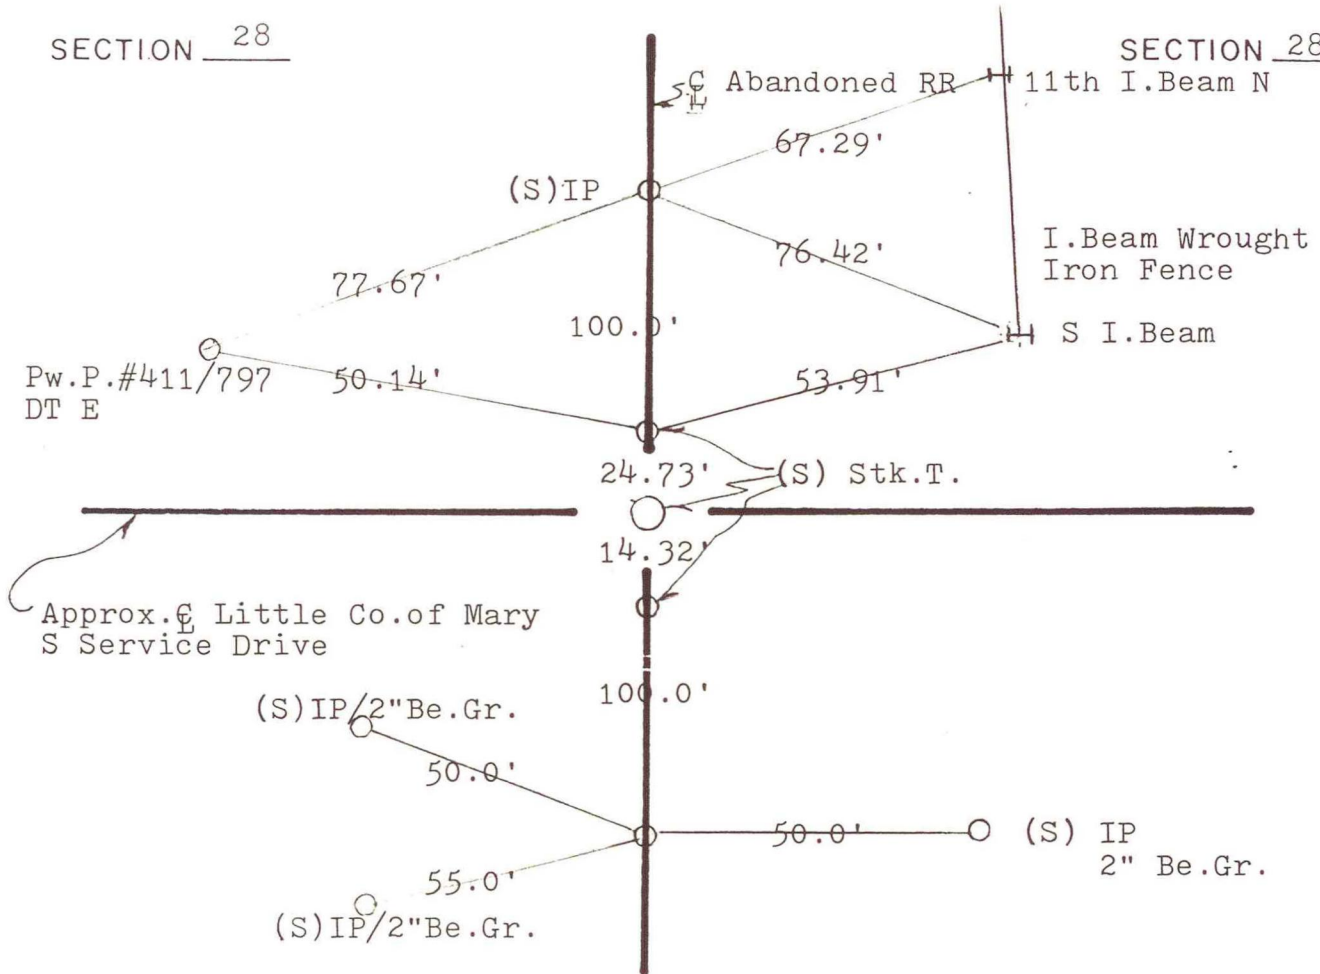 SECTION 28
SECTION 28
℄ Abandoned RR
11th I.Beam N
67.29'
(S)IP
76.42'
I.Beam Wrought
Iron Fence
77.67'
100.0'
S I.Beam
Pw.P.#411/797
DT E
50.14'
53.91'
24.73'
(S) Stk.T.
14.32'
Approx.℄ Little Co.of Mary
S Service Drive
100.0'
(S)IP/2"Be.Gr.
50.0'
50.0'
(S) IP
2" Be.Gr.
55.0'
(S)IP/2"Be.Gr.